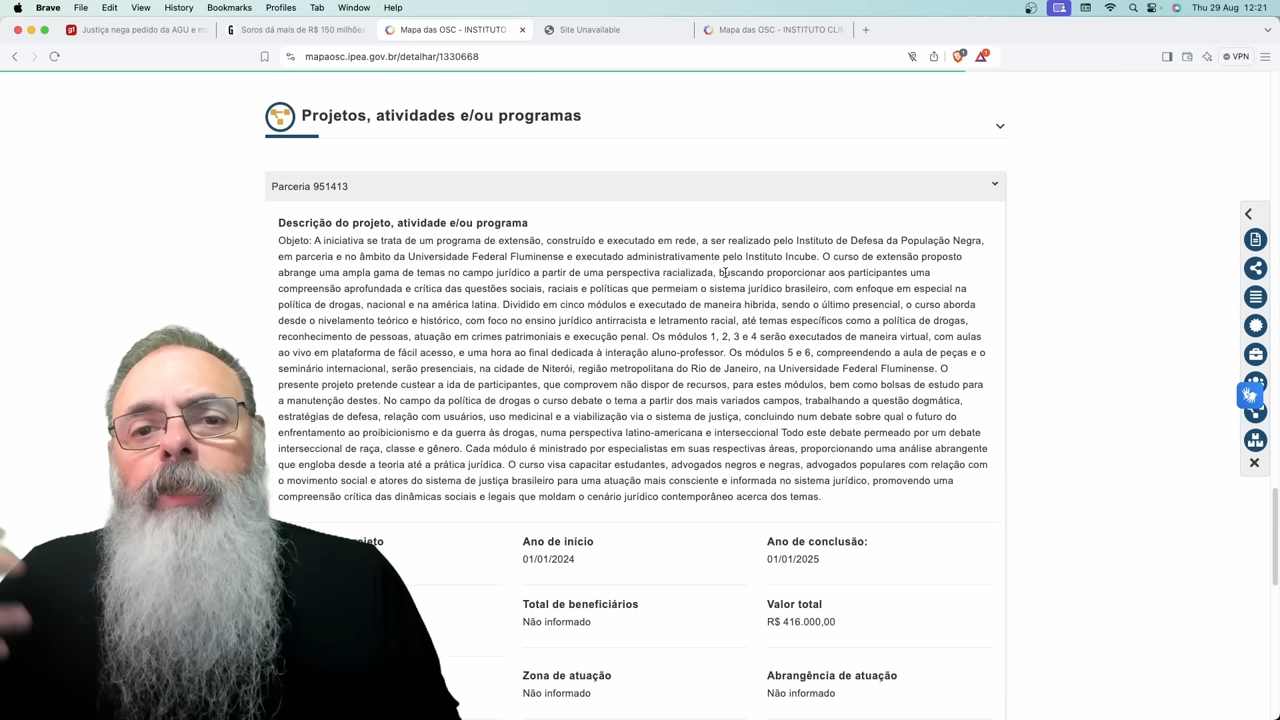 Brave File Edit View History Bookmarks Profiles Tab Window Help
Thu 29 Aug 12:21
Justiça nega pedido da AGU e m
Soros dá mais de R$ 150 milhões
Mapa das OSC - INSTITUTO
Site Unavailable
Mapa das OSC - INSTITUTO CLIM
mapaosc.ipea.gov.br/detalhar/1330668
VPN
Projetos, atividades e/ou programas
Parceria 951413
Descrição do projeto, atividade e/ou programa
Objeto: A iniciativa se trata de um programa de extensão, construído e executado em rede, a ser realizado pelo Instituto de Defesa da População Negra,
em parceria e no âmbito da Universidade Federal Fluminense e executado administrativamente pelo Instituto Incube. O curso de extensão proposto
abrange uma ampla gama de temas no campo jurídico a partir de uma perspectiva racializada, buscando proporcionar aos participantes uma
compreensão aprofundada e crítica das questões sociais, raciais e políticas que permeiam o sistema jurídico brasileiro, com enfoque em especial na
política de drogas, nacional e na américa latina. Dividido em cinco módulos e executado de maneira hibrida, sendo o último presencial, o curso aborda
desde o nivelamento teórico e histórico, com foco no ensino jurídico antirracista e letramento racial, até temas específicos como a política de drogas,
reconhecimento de pessoas, atuação em crimes patrimoniais e execução penal. Os módulos 1, 2, 3 e 4 serão executados de maneira virtual, com aulas
ao vivo em plataforma de fácil acesso, e uma hora ao final dedicada à interação aluno-professor. Os módulos 5 e 6, compreendendo a aula de peças e o
seminário internacional, serão presenciais, na cidade de Niterói, região metropolitana do Rio de Janeiro, na Universidade Federal Fluminense. O
presente projeto pretende custear a ida de participantes, que comprovem não dispor de recursos, para estes módulos, bem como bolsas de estudo para
a manutenção destes. No campo da política de drogas o curso debate o tema a partir dos mais variados campos, trabalhando a questão dogmática,
estratégias de defesa, relação com usuários, uso medicinal e a viabilização via o sistema de justiça, concluindo num debate sobre qual o futuro do
enfrentamento ao proibicionismo e da guerra às drogas, numa perspectiva latino-americana e interseccional Todo este debate permeado por um debate
interseccional de raça, classe e gênero. Cada módulo é ministrado por especialistas em suas respectivas áreas, proporcionando uma análise abrangente
que engloba desde a teoria até a prática jurídica. O curso visa capacitar estudantes, advogados negros e negras, advogados populares com relação com
o movimento social e atores do sistema de justiça brasileiro para uma atuação mais consciente e informada no sistema jurídico, promovendo uma
compreensão crítica das dinâmicas sociais e legais que moldam o cenário jurídico contemporâneo acerca dos temas.
Ano de início
Ano de conclusão:
01/01/2024
01/01/2025
Total de beneficiários
Valor total
Não informado
R$ 416.000,00
Zona de atuação
Abrangência de atuação
Não informado
Não informado